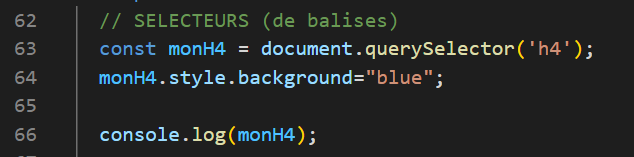 62 // SELECTEURS (de balises)
63 const monH4 = document.querySelector('h4');
64 monH4.style.background="blue";
65
66 console.log(monH4);